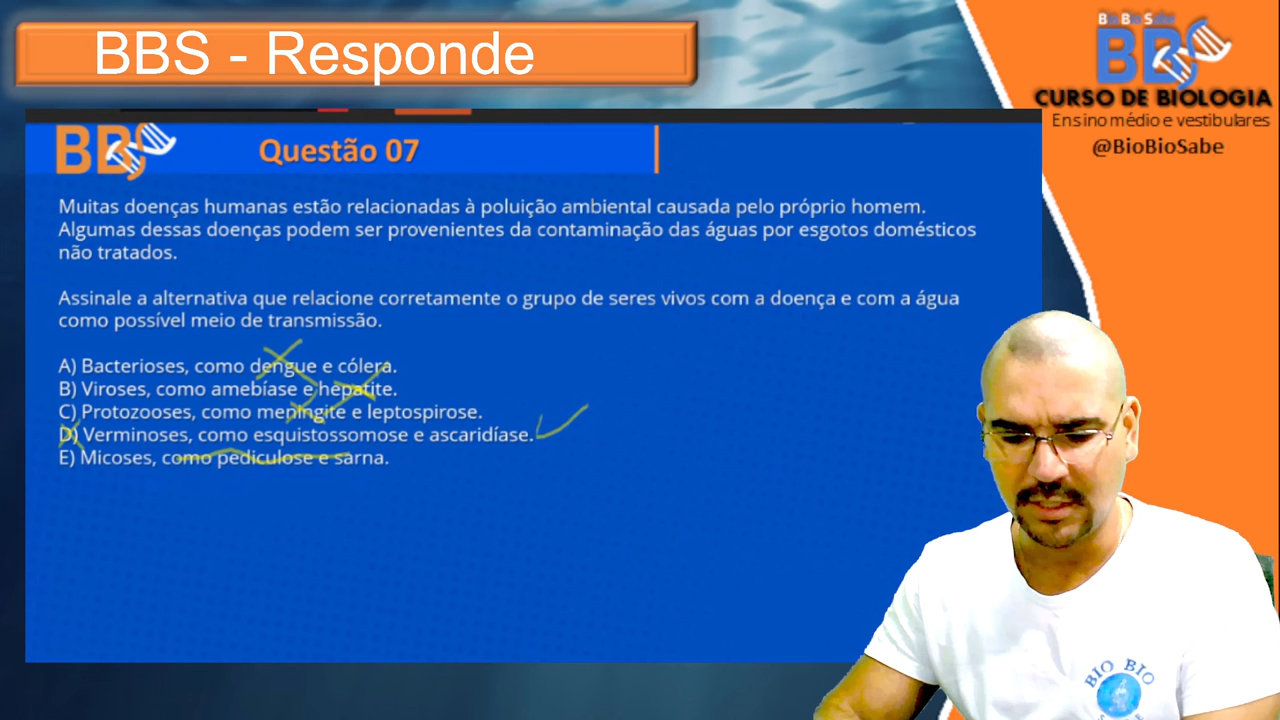 BBS - Responde
Bio Bio Sabe
BBS
CURSO DE BIOLOGIA
Ensino médio e vestibulares
@BioBioSabe
BBS
Questão 07
Muitas doenças humanas estão relacionadas à poluição ambiental causada pelo próprio homem.
Algumas dessas doenças podem ser provenientes da contaminação das águas por esgotos domésticos
não tratados.
Assinale a alternativa que relacione corretamente o grupo de seres vivos com a doença e com a água
como possível meio de transmissão.
A) Bacterioses, como dengue e cólera.
B) Viroses, como amebíase e hepatite.
C) Protozooses, como meningite e leptospirose.
D) Verminoses, como esquistossomose e ascaridíase.
E) Micoses, como pediculose e sarna.
BIO BIO